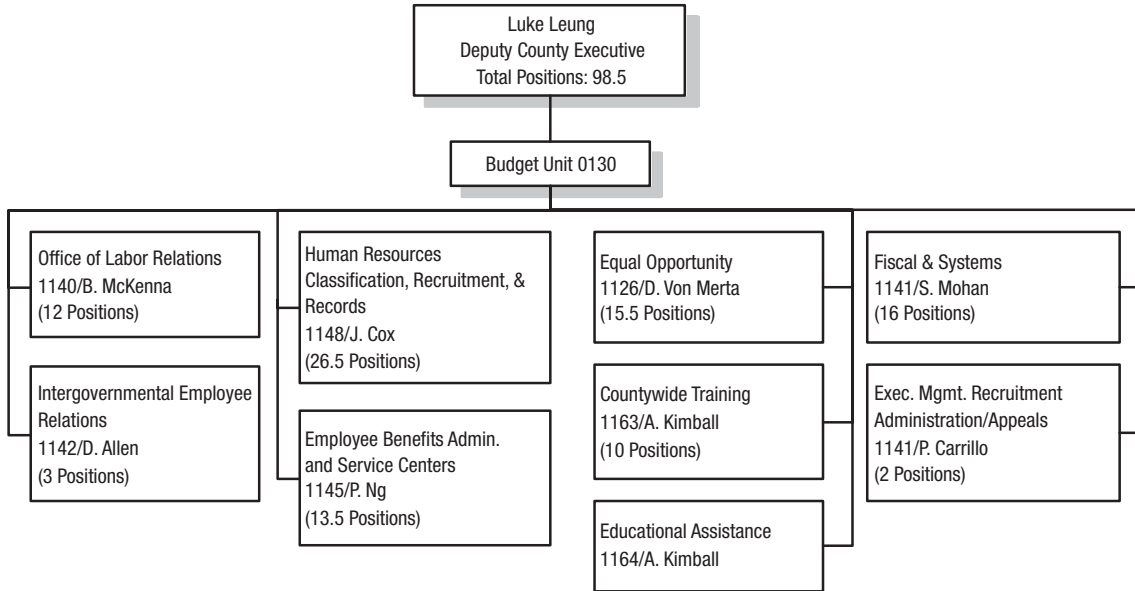 Luke Leung
Deputy County Executive
Total Positions: 98.5
Budget Unit 0130
Office of Labor Relations
1140/B. McKenna
(12 Positions)
Intergovernmental Employee
Relations
1142/D. Allen
(3 Positions)
Human Resources
Classification, Recruitment, &
Records
1148/J. Cox
(26.5 Positions)
Employee Benefits Admin.
and Service Centers
1145/P. Ng
(13.5 Positions)
Equal Opportunity
1126/D. Von Merta
(15.5 Positions)
Countywide Training
1163/A. Kimball
(10 Positions)
Educational Assistance
1164/A. Kimball
Fiscal & Systems
1141/S. Mohan
(16 Positions)
Exec. Mgmt. Recruitment
Administration/Appeals
1141/P. Carrillo
(2 Positions)